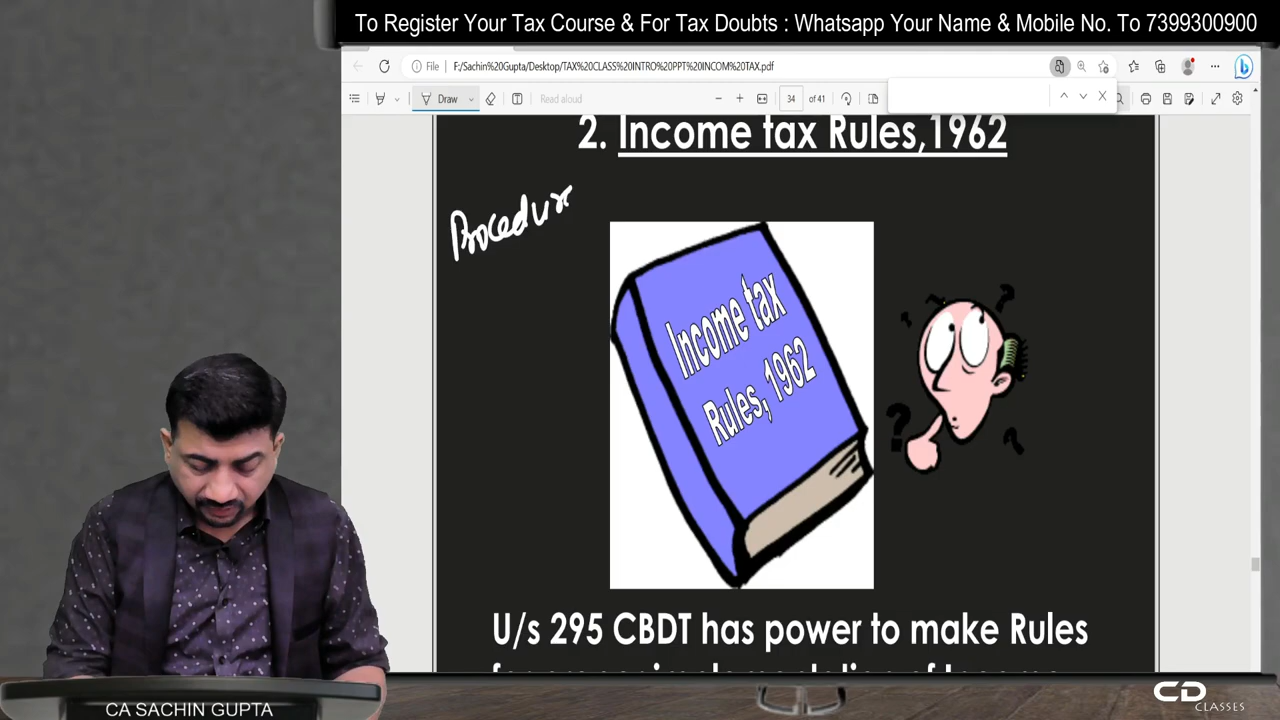 To Register Your Tax Course & For Tax Doubts : Whatsapp Your Name & Mobile No. To 7399300900
File
F:/Sachin%20Gupta/Desktop/TAX%20CLASS%20INTRO%20PPT%20INCOM%20TAX.pdf
Draw
Read aloud
34 of 41
2. Income tax Rules,1962
Procedur
Income tax
Rules, 1962
U/s 295 CBDT has power to make Rules
CA SACHIN GUPTA
CD
CLASSES